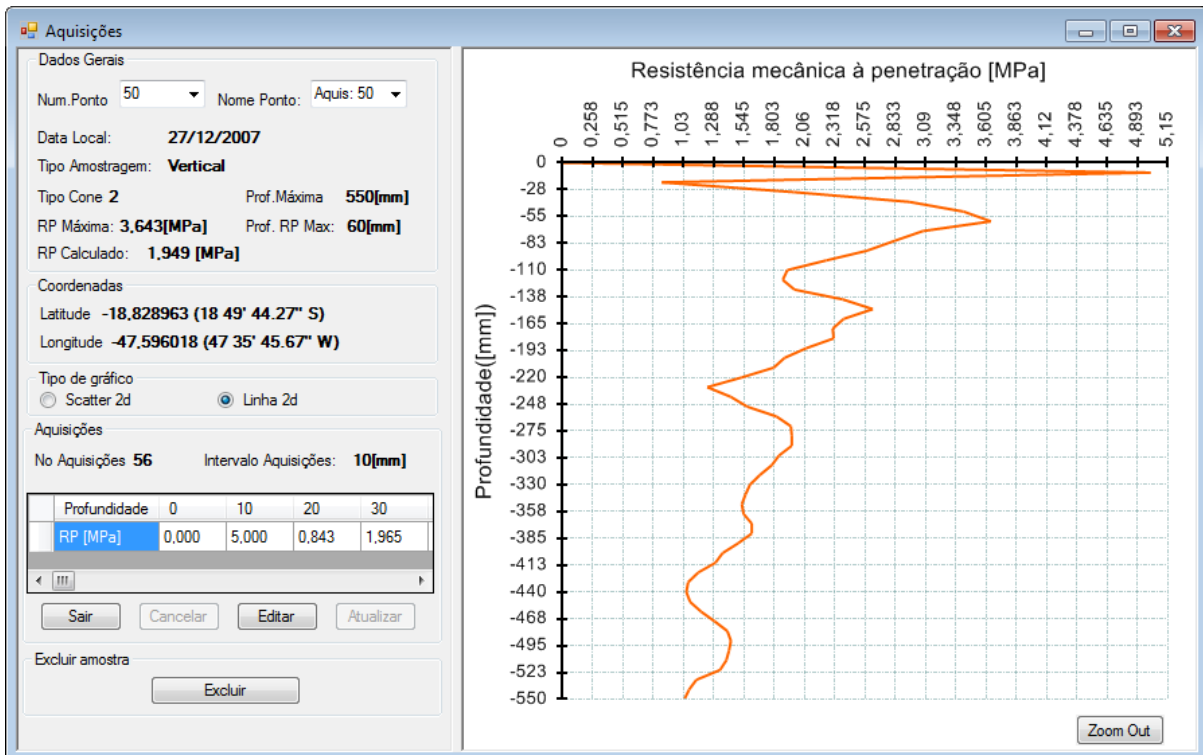 Aquisições
Dados Gerais
Num.Ponto 50 Nome Ponto: Aquis: 50
Data Local: 27/12/2007
Tipo Amostragem: Vertical
Tipo Cone 2 Prof.Máxima 550[mm]
RP Máxima: 3,643[MPa] Prof. RP Max: 60[mm]
RP Calculado: 1,949 [MPa]
Coordenadas
Latitude -18,828963 (18 49' 44.27" S)
Longitude -47,596018 (47 35' 45.67" W)
Tipo de gráfico
Scatter 2d Linha 2d
Aquisições
No Aquisições 56 Intervalo Aquisições: 10[mm]
Profundidade 0 10 20 30
RP [MPa] 0,000 5,000 0,843 1,965
Sair Cancelar Editar Atualizar
Excluir amostra
Excluir
Resistência mecânica à penetração [MPa]
0 0,258 0,515 0,773 1,03 1,288 1,545 1,803 2,06 2,318 2,575 2,833 3,09 3,348 3,605 3,863 4,12 4,378 4,635 4,893 5,15
Profundidade([mm])
0
-28
-55
-83
-110
-138
-165
-193
-220
-248
-275
-303
-330
-358
-385
-413
-440
-468
-495
-523
-550
Zoom Out